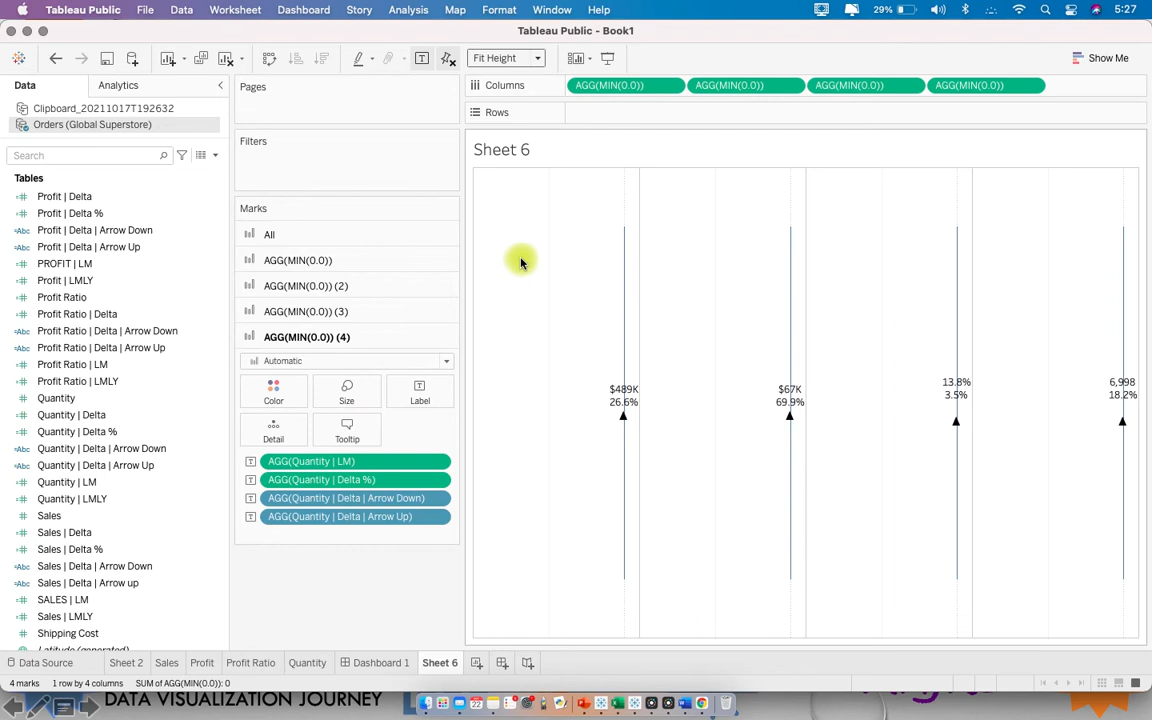 Tableau Public File Data Worksheet Dashboard Story Analysis Map Format Window Help 29% 5:27
Tableau Public - Book1
Fit Height Show Me
Data Analytics
Clipboard_20211017T192632
Orders (Global Superstore)
Search
Tables
Profit | Delta
Profit | Delta %
Profit | Delta | Arrow Down
Profit | Delta | Arrow Up
PROFIT | LM
Profit | LMLY
Profit Ratio
Profit Ratio | Delta
Profit Ratio | Delta | Arrow Down
Profit Ratio | Delta | Arrow Up
Profit Ratio | LM
Profit Ratio | LMLY
Quantity
Quantity | Delta
Quantity | Delta %
Quantity | Delta | Arrow Down
Quantity | Delta | Arrow Up
Quantity | LM
Quantity | LMLY
Sales
Sales | Delta
Sales | Delta %
Sales | Delta | Arrow Down
Sales | Delta | Arrow up
SALES | LM
Sales | LMLY
Shipping Cost
Latitude (generated)
Pages
Filters
Marks
All
AGG(MIN(0.0))
AGG(MIN(0.0)) (2)
AGG(MIN(0.0)) (3)
AGG(MIN(0.0)) (4)
Automatic
Color Size Label
Detail Tooltip
AGG(Quantity | LM)
AGG(Quantity | Delta %)
AGG(Quantity | Delta | Arrow Down)
AGG(Quantity | Delta | Arrow Up)
Columns AGG(MIN(0.0)) AGG(MIN(0.0)) AGG(MIN(0.0)) AGG(MIN(0.0))
Rows
Sheet 6
$489K
26.6%
▲
$67K
69.9%
▲
13.8%
3.5%
▲
6,998
18.2%
▲
Data Source Sheet 2 Sales Profit Profit Ratio Quantity Dashboard 1 Sheet 6
4 marks 1 row by 4 columns SUM of AGG(MIN(0.0)): 0
DATA VISUALIZATION JOURNEY